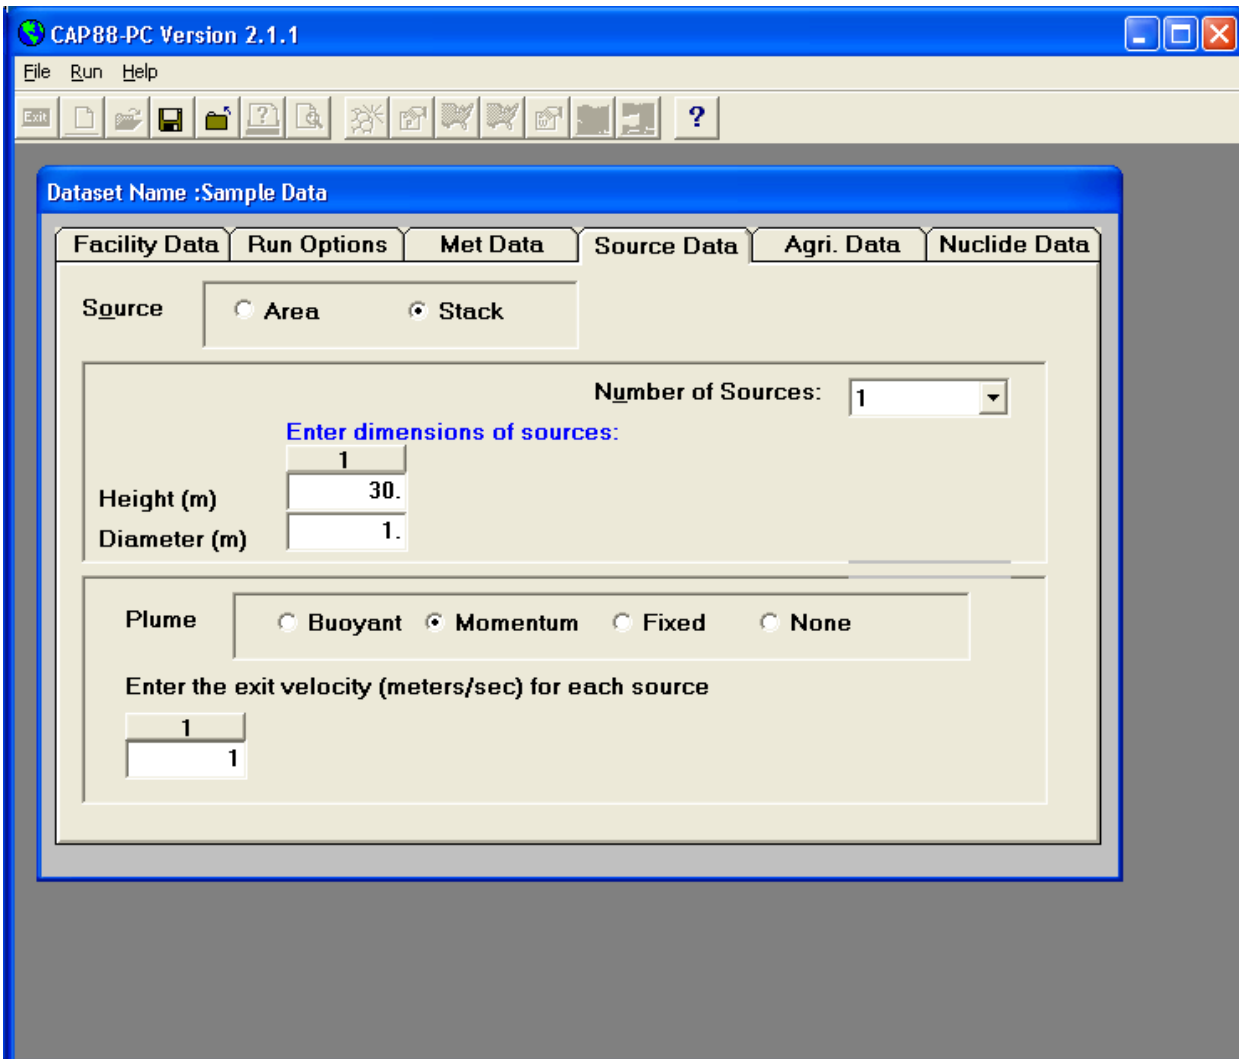 CAP88-PC Version 2.1.1
File Run Help
Exit
Dataset Name :Sample Data
Facility Data Run Options Met Data Source Data Agri. Data Nuclide Data
Source Area Stack
Number of Sources: 1
Enter dimensions of sources:
1
Height (m) 30.
Diameter (m) 1.
Plume Buoyant Momentum Fixed None
Enter the exit velocity (meters/sec) for each source
1
1